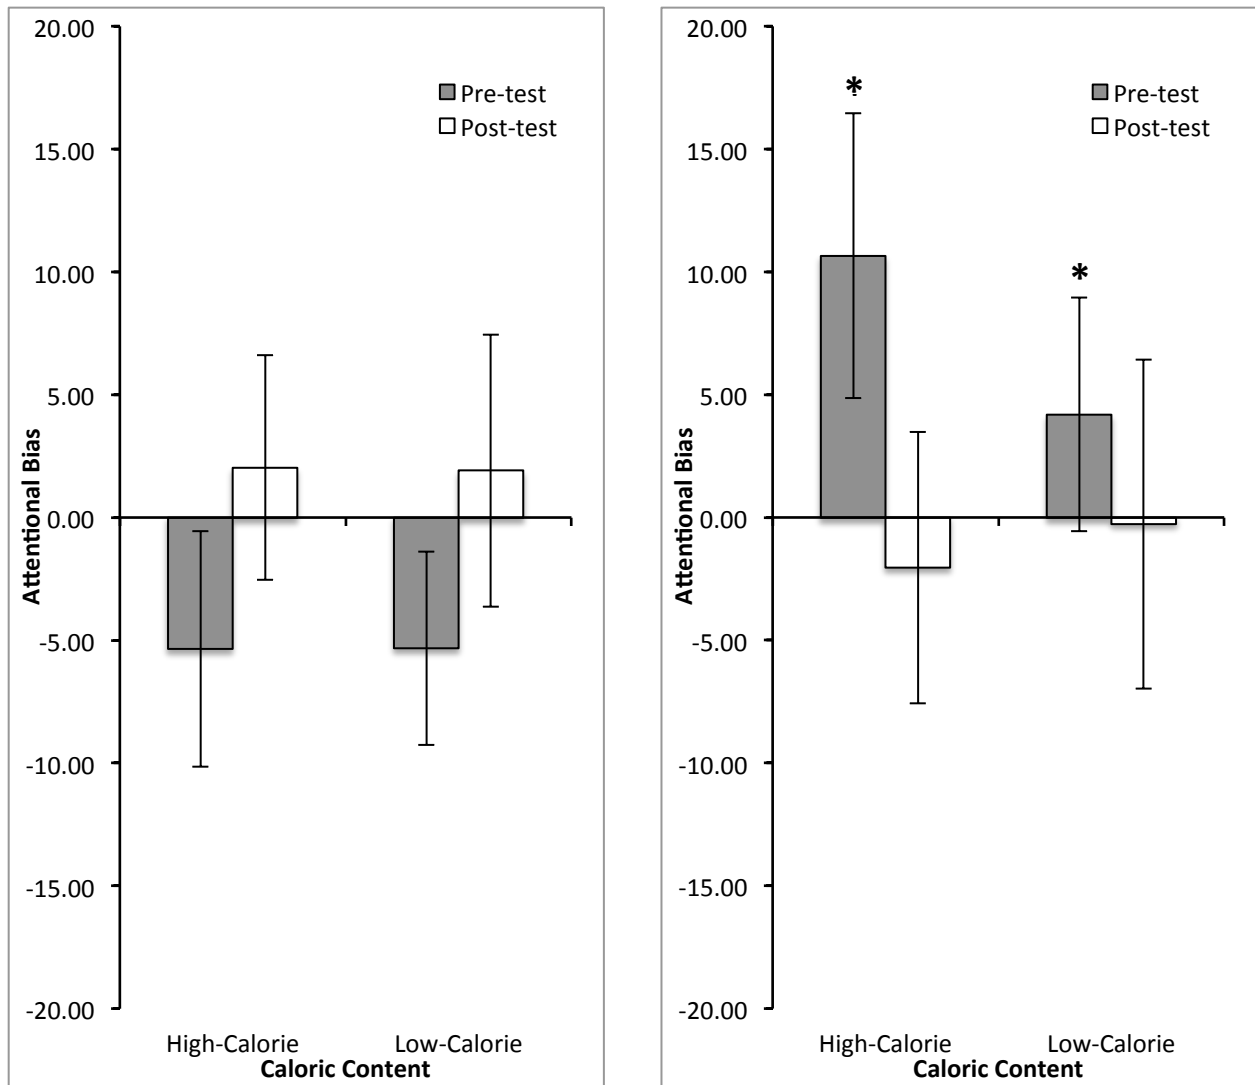 20.00
15.00
10.00
5.00
0.00
-5.00
-10.00
-15.00
-20.00
Attentional Bias
Pre-test
Post-test
High-Calorie Low-Calorie
Caloric Content
20.00
15.00
10.00
5.00
0.00
-5.00
-10.00
-15.00
-20.00
Attentional Bias
*
*
Pre-test
Post-test
High-Calorie Low-Calorie
Caloric Content